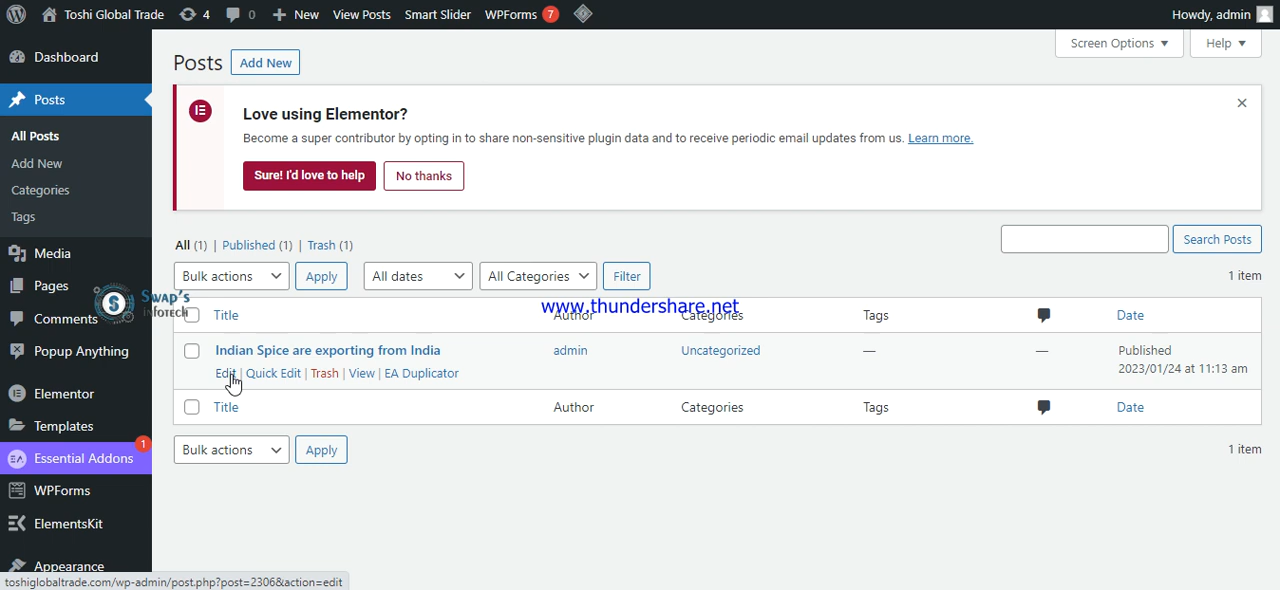 Toshi Global Trade 4 0 New View Posts Smart Slider WPForms 7 Howdy, admin
Dashboard
Posts
All Posts
Add New
Categories
Tags
Media
Pages
Comments
Popup Anything
Elementor
Templates
Essential Addons 1
WPForms
ElementsKit
Appearance
Posts Add New
Screen Options ▼ Help ▼
Love using Elementor?
Become a super contributor by opting in to share non-sensitive plugin data and to receive periodic email updates from us. Learn more.
Sure! I'd love to help No thanks
All (1) | Published (1) | Trash (1)
Search Posts
Bulk actions Apply All dates All Categories Filter 1 item
Swap's
INFOTECH
www.thundershare.net
Title Author Categories Tags Date
Indian Spice are exporting from India admin Uncategorized — — Published
Edit | Quick Edit | Trash | View | EA Duplicator 2023/01/24 at 11:13 am
Title Author Categories Tags Date
Bulk actions Apply 1 item
toshiglobaltrade.com/wp-admin/post.php?post=2306&action=edit